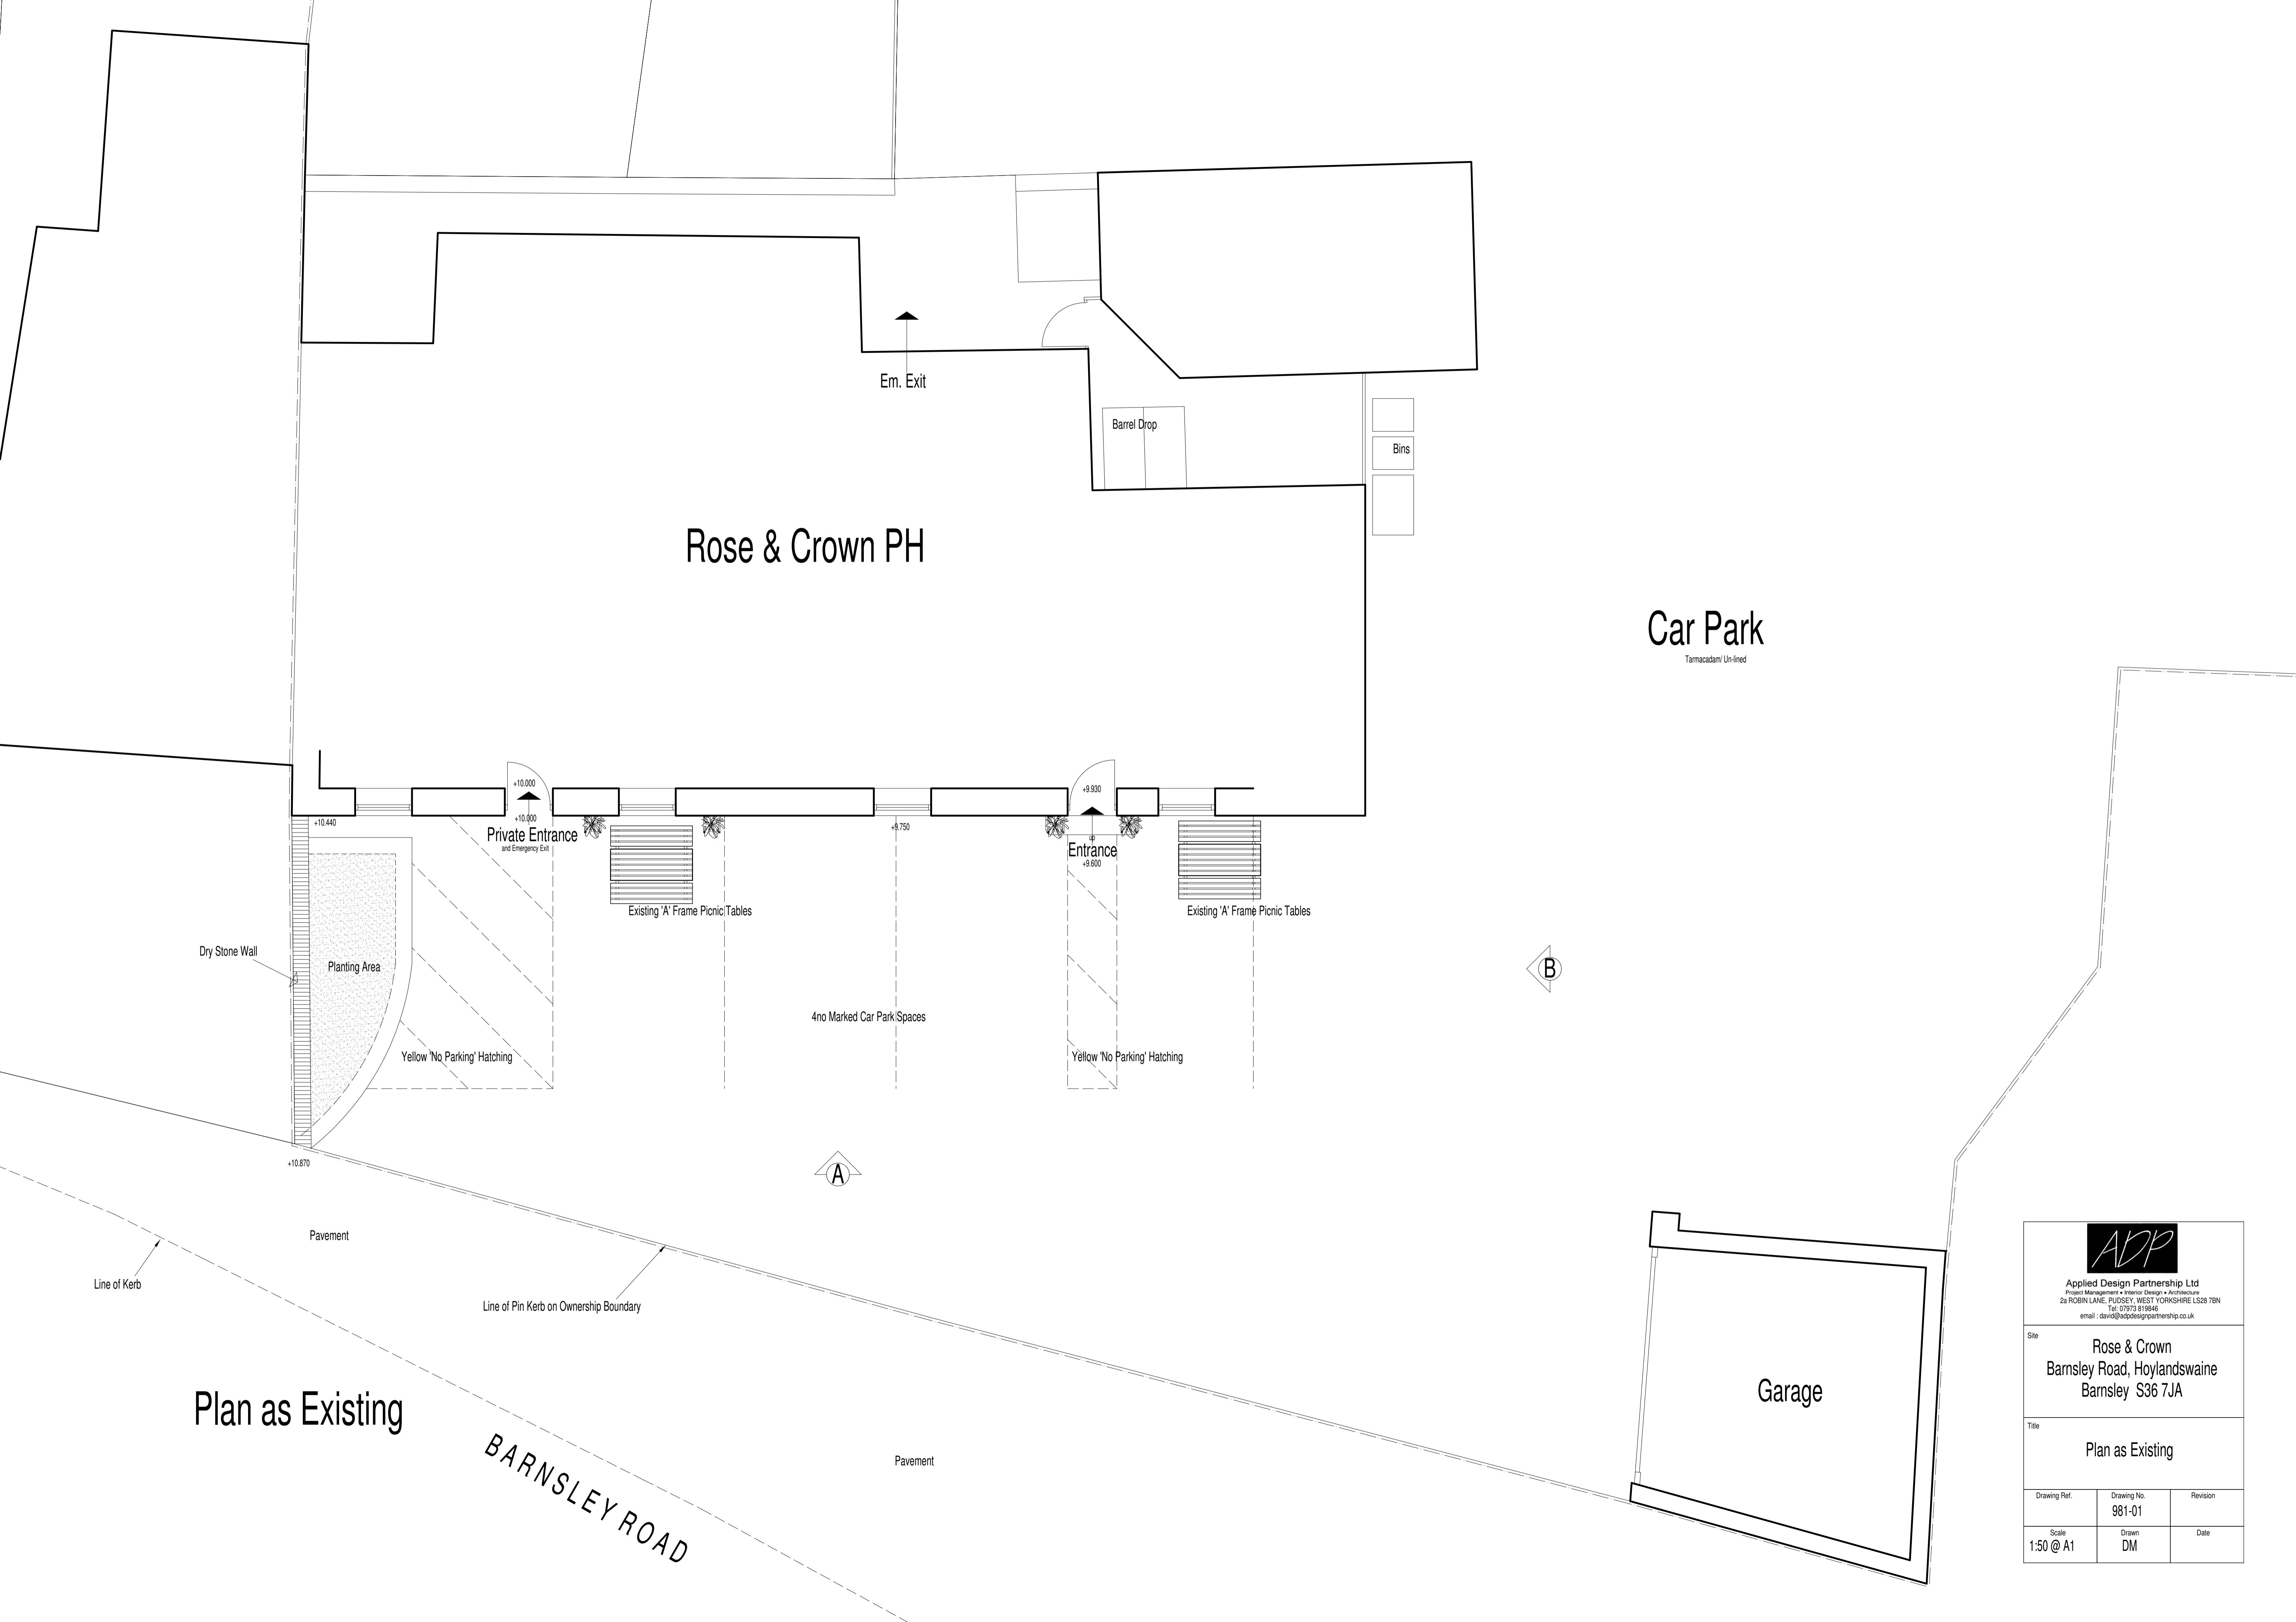 Em. Exit
Barrel Drop
Bins
Rose & Crown PH
Car Park
Tarmacadam/ Un-lined
+10.000
+10.000
Private Entrance
and Emergency Exit
+10.440
+9.750
+9.930
up
Entrance
+9.600
Existing 'A' Frame Picnic Tables
Existing 'A' Frame Picnic Tables
Dry Stone Wall
Planting Area
B
4no Marked Car Park Spaces
Yellow 'No Parking' Hatching
Yellow 'No Parking' Hatching
+10.870
A
Pavement
Line of Kerb
Line of Pin Kerb on Ownership Boundary
Garage
Plan as Existing
BARNSLEY ROAD
Pavement
ADP
Applied Design Partnership Ltd
Project Management • Interior Design • Architecture
2a ROBIN LANE, PUDSEY, WEST YORKSHIRE LS28 7BN
Tel: 07973 819846
email : david@adpdesignpartnership.co.uk
Site
Rose & Crown
Barnsley Road, Hoylandswaine
Barnsley S36 7JA
Title
Plan as Existing
Drawing Ref. Drawing No. Revision
981-01
Scale Drawn Date
1:50 @ A1 DM